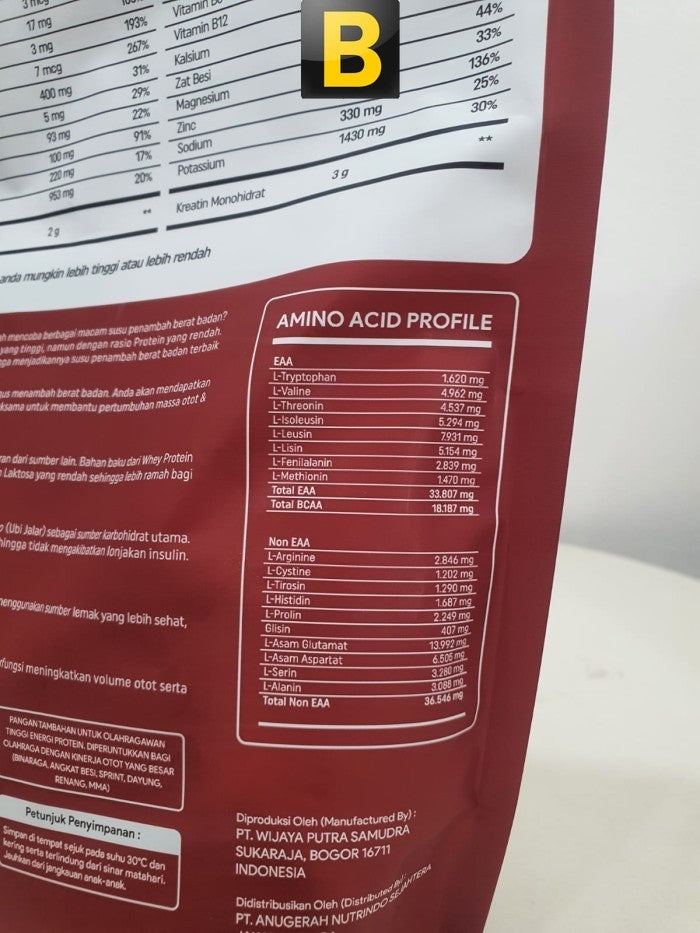 3 mcg
17 mg 193%
3 mg 267%
7 mcg 31%
400 mg 29%
5 mg 22%
93 mg 91%
100 mg 17%
220 mg 20%
953 mg
**
2 g
Vitamin
Vitamin B12 44%
Kalsium 33%
Zat Besi 136%
Magnesium 25%
Zinc 30%
Sodium 330 mg
Potassium 1430 mg
**
Kreatin Monohidrat 3 g
B
anda mungkin lebih tinggi atau lebih rendah
mencoba berbagai macam susu penambah berat badan?
yang tinggi, namun dengan rasio Protein yang rendah.
menjadikannya susu penambah berat badan terbaik
menambah berat badan. Anda akan mendapatkan
untuk membantu pertumbuhan massa otot &
dari sumber lain. Bahan baku dari Whey Protein
Laktosa yang rendah sehingga lebih ramah bagi
(Ubi Jalar) sebagai sumber karbohidrat utama.
hingga tidak mengakibatkan lonjakan insulin.
menggunakan sumber lemak yang lebih sehat,
fungsi meningkatkan volume otot serta
AMINO ACID PROFILE
EAA
L-Tryptophan 1.620 mg
L-Valine 4.962 mg
L-Threonin 4.537 mg
L-Isoleusin 5.294 mg
L-Leusin 7.931 mg
L-Lisin 5.154 mg
L-Fenilalanin 2.839 mg
L-Methionin 1.470 mg
Total EAA 33.807 mg
Total BCAA 18.187 mg
Non EAA
L-Arginine 2.846 mg
L-Cystine 1.202 mg
L-Tirosin 1.290 mg
L-Histidin 1.687 mg
L-Prolin 2.249 mg
Glisin 407 mg
L-Asam Glutamat 13.992 mg
L-Asam Aspartat 6.505 mg
L-Serin 3.280 mg
L-Alanin 3.088 mg
Total Non EAA 36.546 mg
PANGAN TAMBAHAN UNTUK OLAHRAGAWAN
TINGGI ENERGI PROTEIN. DIPERUNTUKKAN BAGI
OLAHRAGA DENGAN KINERJA OTOT YANG BESAR
(BINARAGA, ANGKAT BESI, SPRINT, DAYUNG,
RENANG, MMA)
Petunjuk Penyimpanan :
Simpan di tempat sejuk pada suhu 30°C dan
kering serta terlindung dari sinar matahari.
Jauhkan dari jangkauan anak-anak.
Diproduksi Oleh (Manufactured By) :
PT. WIJAYA PUTRA SAMUDRA
SUKARAJA, BOGOR 16711
INDONESIA
Didistribusikan Oleh (Distributed By) :
PT. ANUGERAH NUTRINDO SEJAHTERA